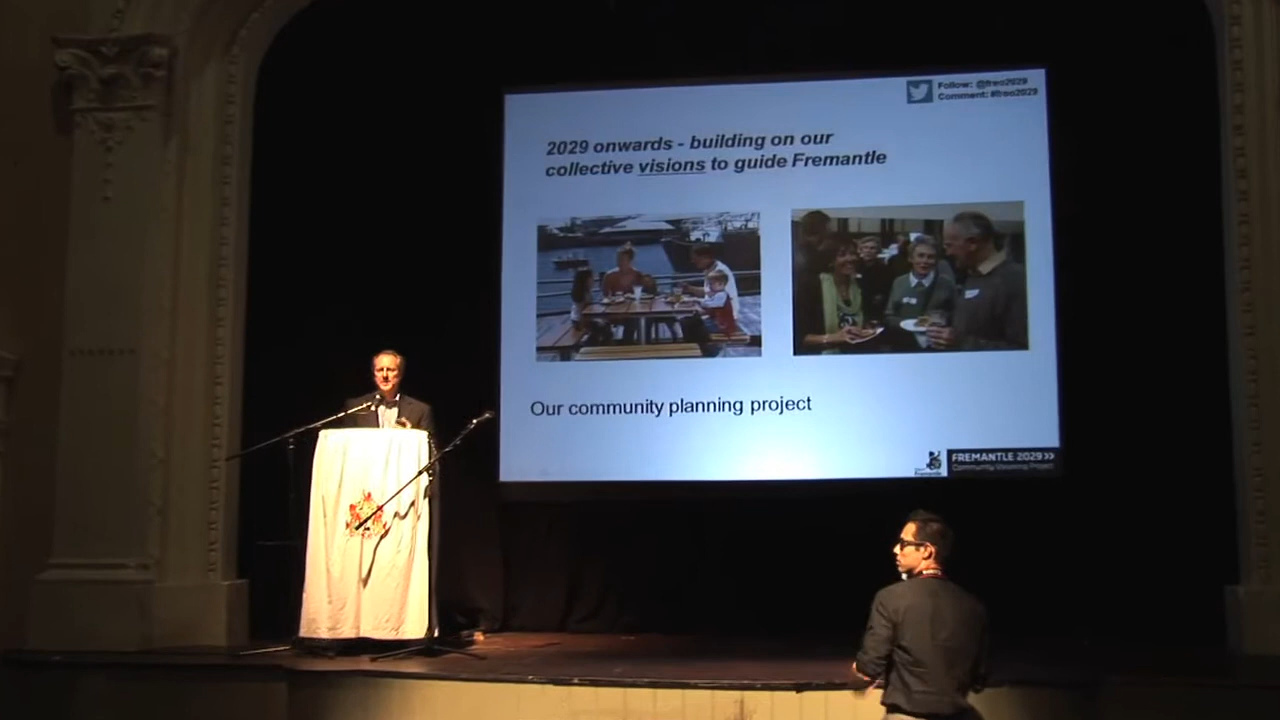 Follow: @freo2029
Comment: #freo2029
2029 onwards - building on our
collective visions to guide Fremantle
Our community planning project
Fremantle
FREMANTLE 2029 >>
Community Visioning Project